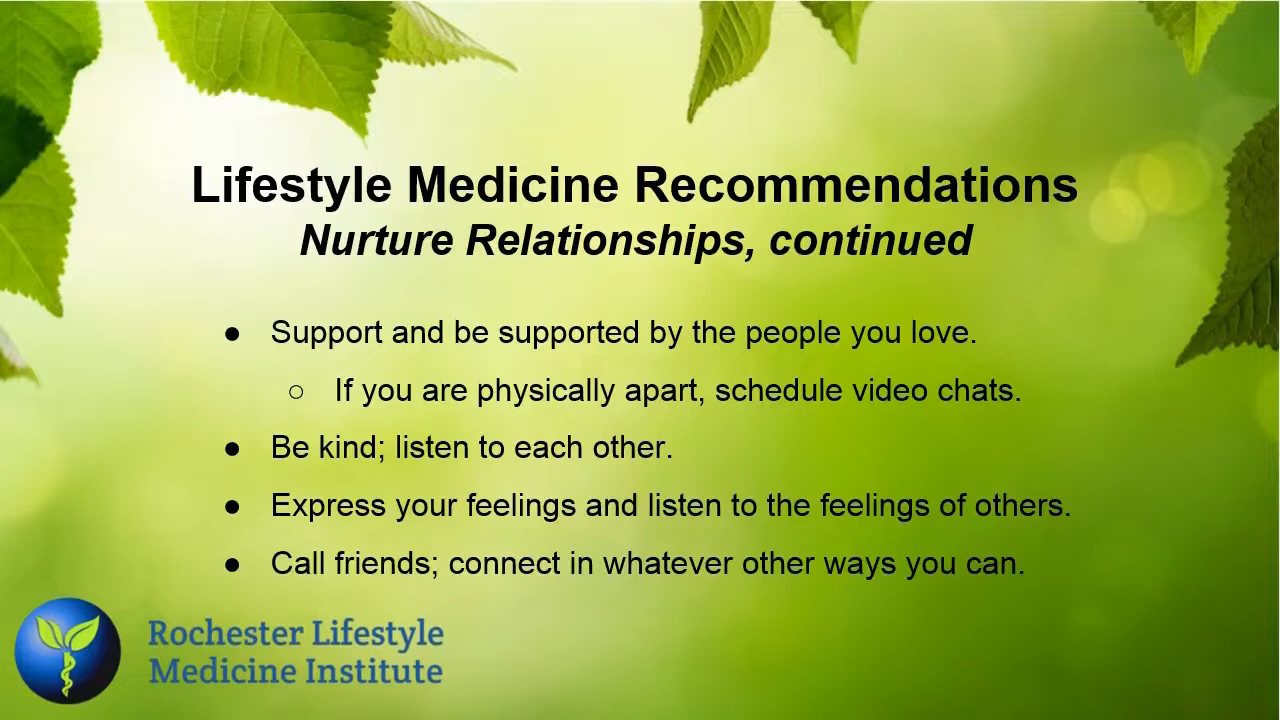 Lifestyle Medicine Recommendations
Nurture Relationships, continued
● Support and be supported by the people you love.
○ If you are physically apart, schedule video chats.
● Be kind; listen to each other.
● Express your feelings and listen to the feelings of others.
● Call friends; connect in whatever other ways you can.
Rochester Lifestyle
Medicine Institute